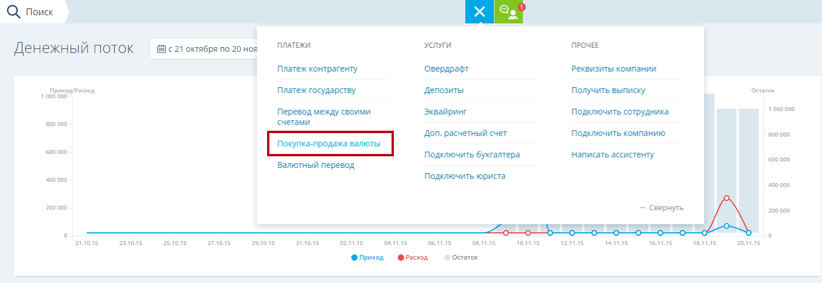 Поиск
1
Денежный поток
с 21 октября по 20 ноя
ПЛАТЕЖИ
Платеж контрагенту
Платеж государству
Перевод между своими
счетами
Покупка-продажа валюты
Валютный перевод
УСЛУГИ
Овердрафт
Депозиты
Эквайринг
Доп. расчетный счет
Подключить бухгалтера
Подключить юриста
ПРОЧЕЕ
Реквизиты компании
Получить выписку
Подключить сотрудника
Подключить компанию
Написать ассистенту
— Свернуть
Приход/Расход
1 000 000
800 000
600 000
400 000
200 000
0
Остаток
1 000 000
800 000
600 000
400 000
200 000
0
21.10.15 23.10.15 25.10.15 27.10.15 29.10.15 31.10.15 02.11.15 04.11.15 06.11.15 08.11.15 10.11.15 12.11.15 14.11.15 16.11.15 18.11.15 20.11.15
Приход Расход Остаток